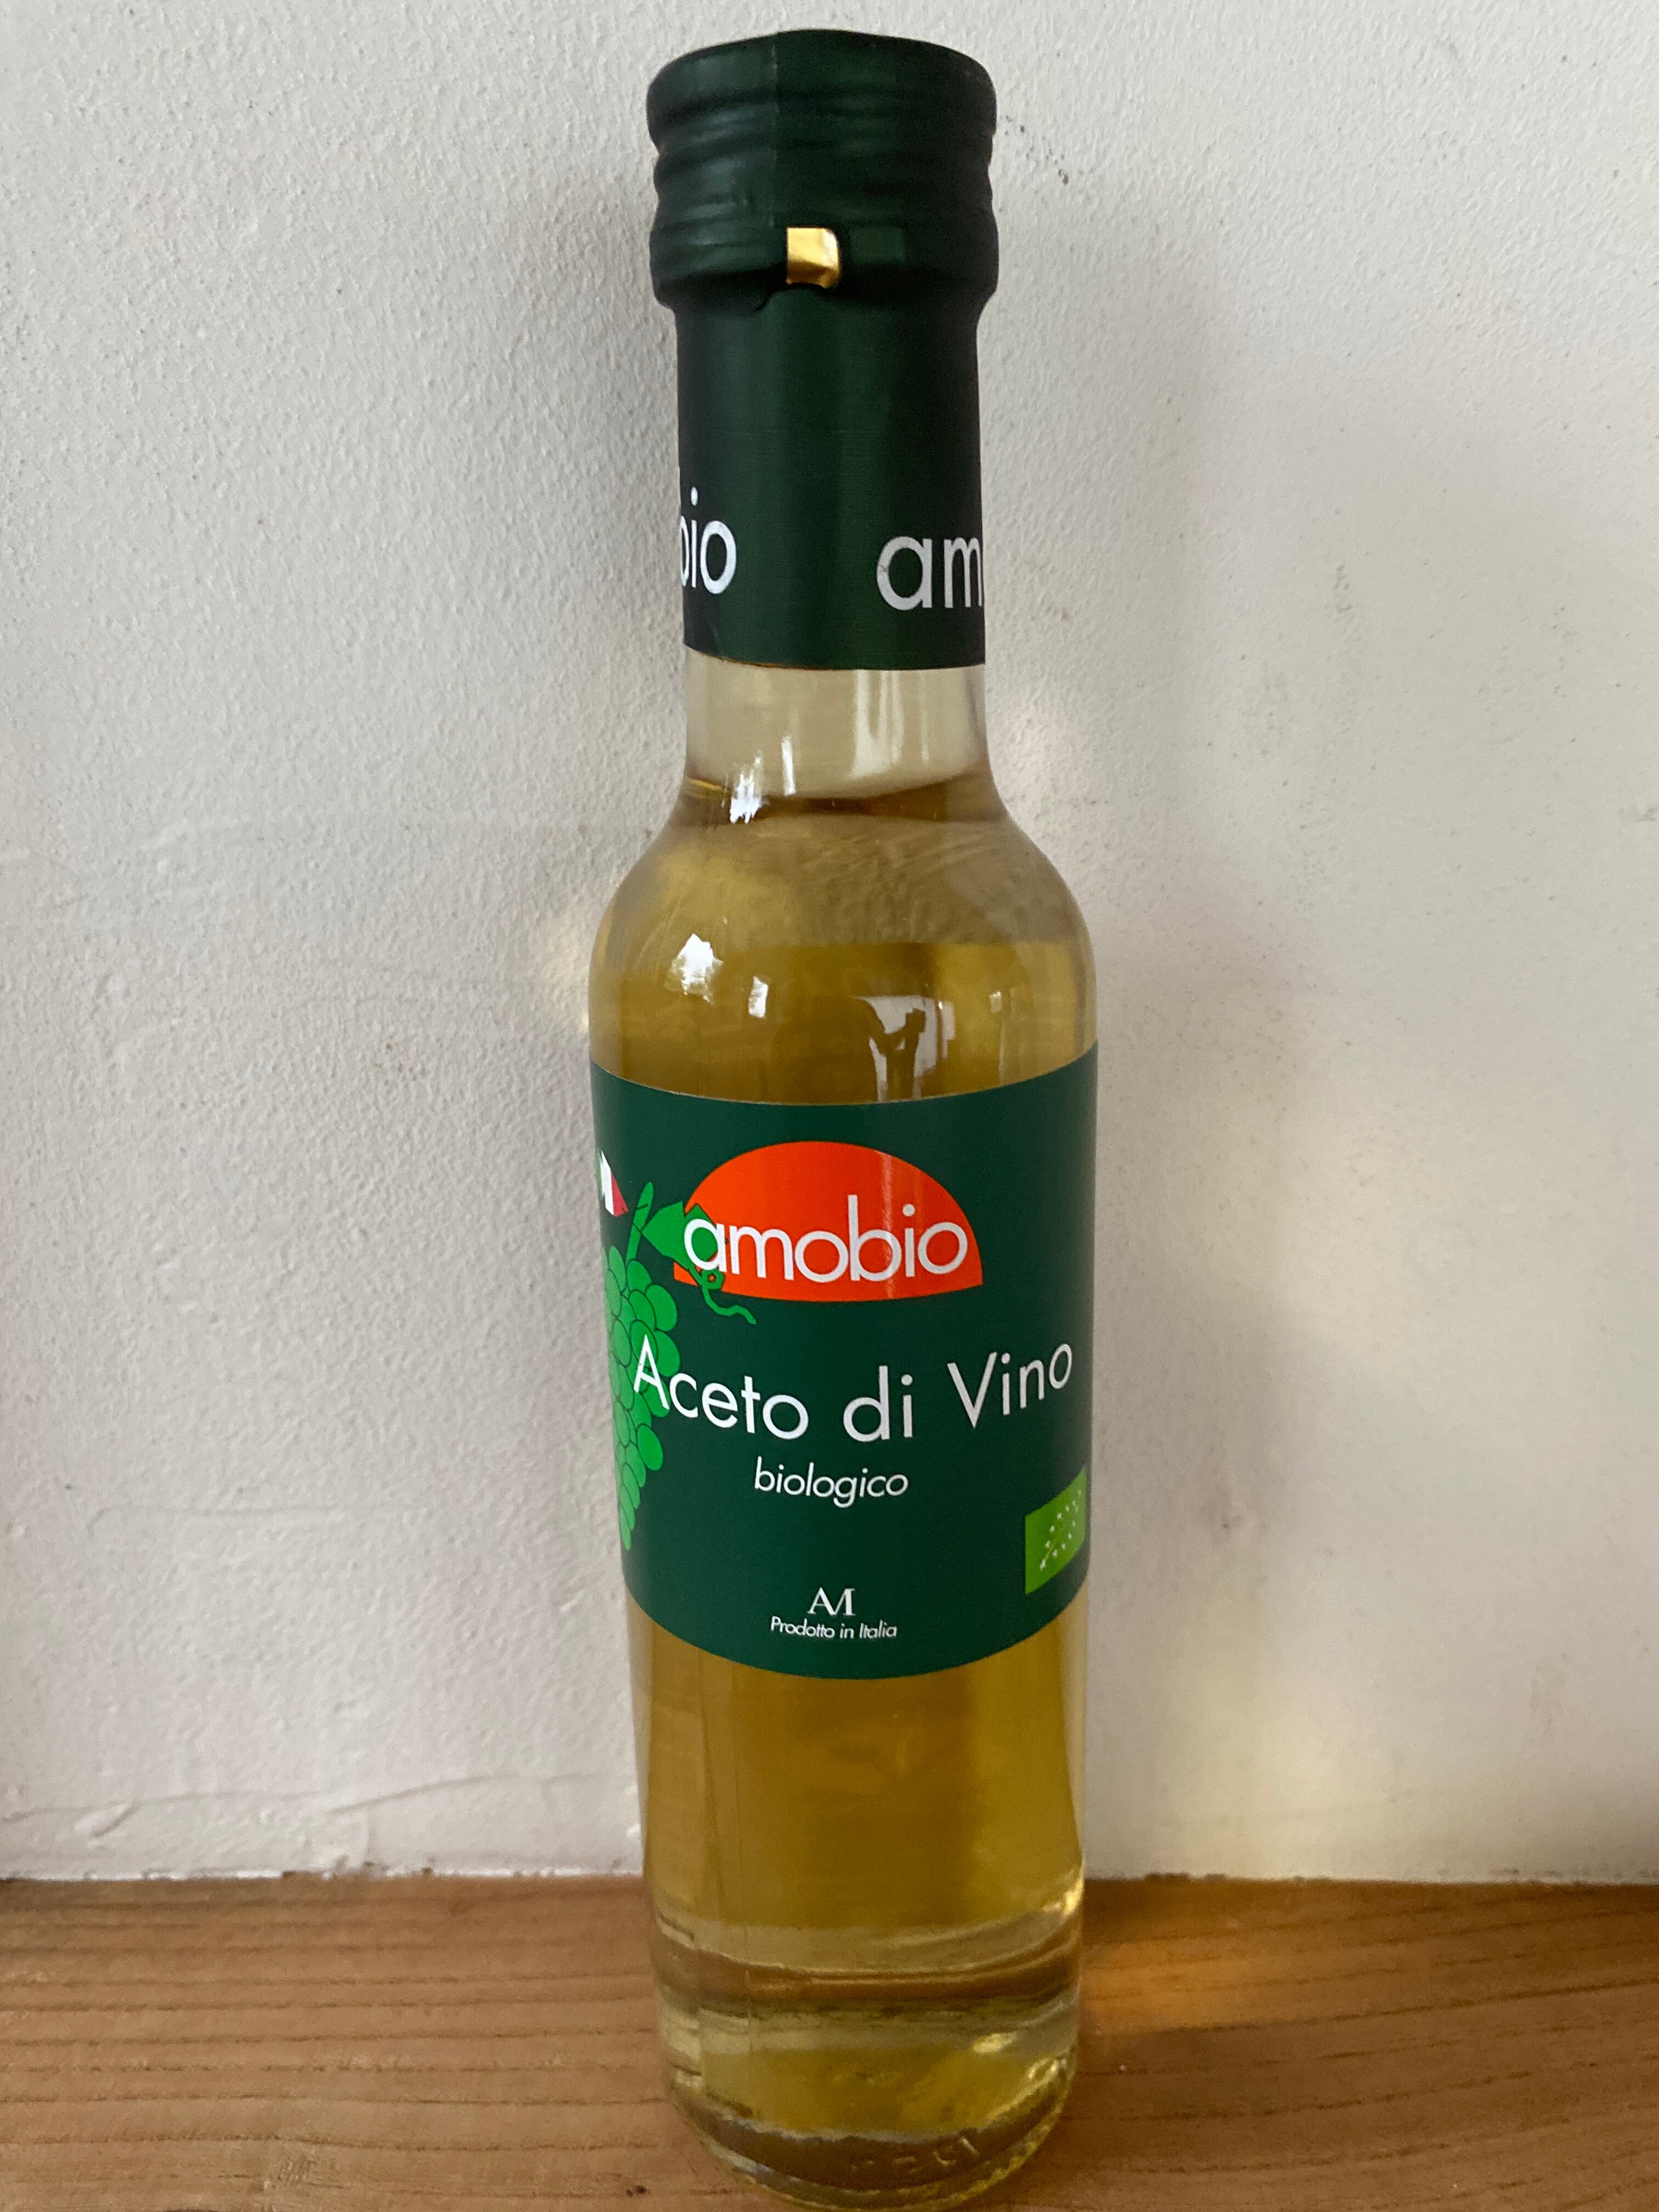 bio am
amobio
Aceto di Vino
biologico
AM
Prodotto in Italia